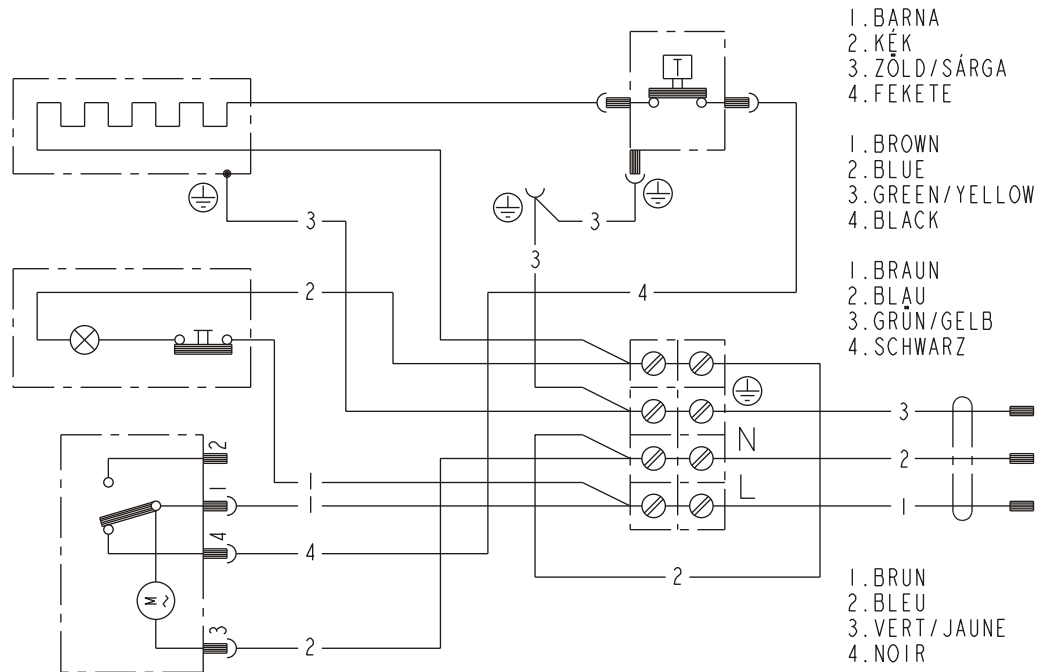 1.BARNA
2.KÉK
3.ZÖLD/SÁRGA
4.FEKETE
T
1.BROWN
2.BLUE
3.GREEN/YELLOW
4.BLACK
3
3
3
1.BRAUN
2.BLAU
3.GRÜN/GELB
4.SCHWARZ
2
4
3
N
2
2
L
1
1
1
1
4
4
2
M ~
3
2
1.BRUN
2.BLEU
3.VERT/JAUNE
4.NOIR